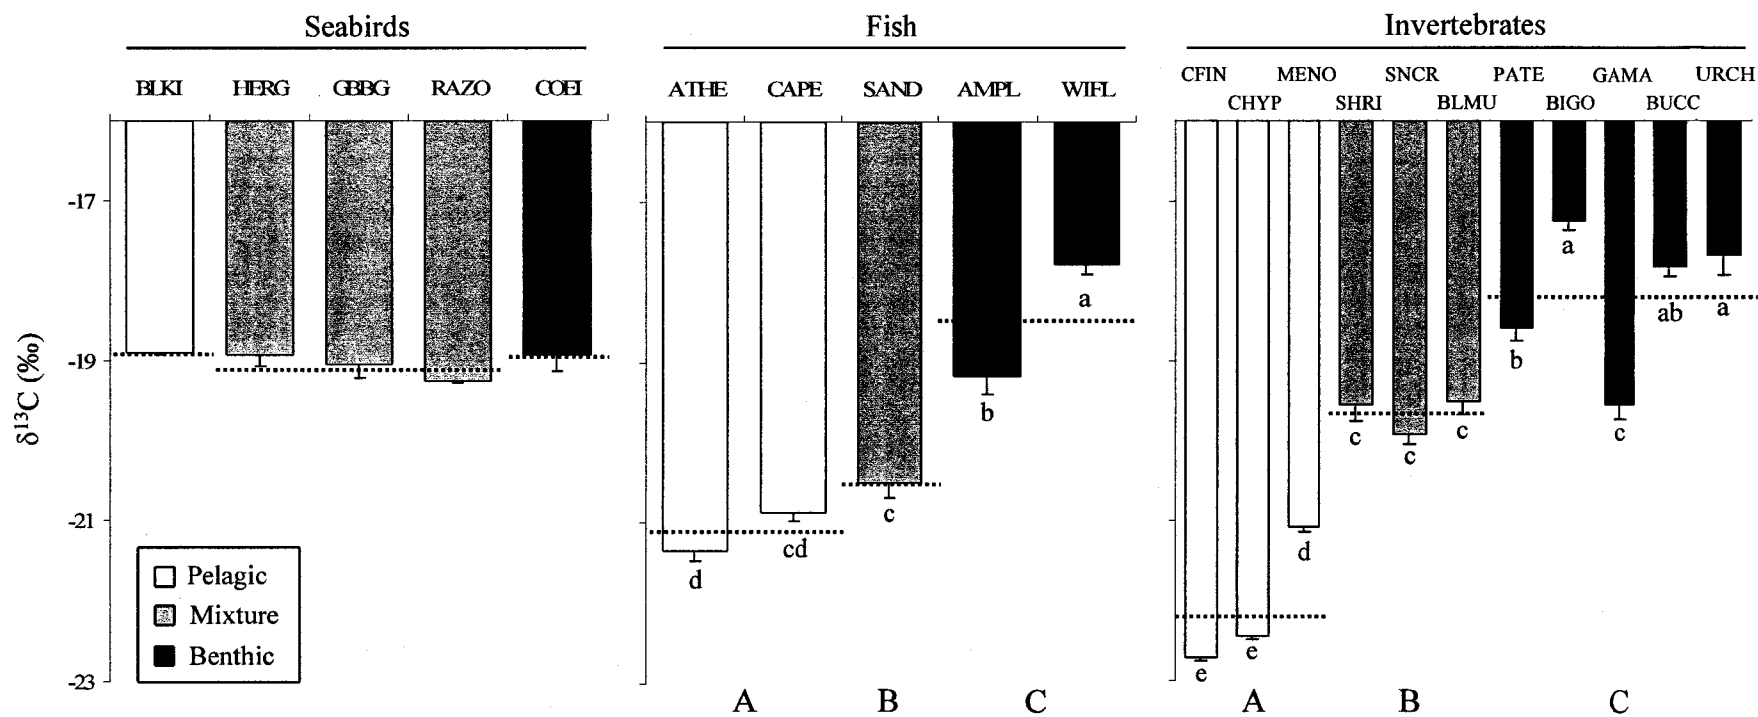 Seabirds Fish Invertebrates
BLKI HERG GBBG RAZO COEI
ATHE CAPE SAND AMPL WIFL
CFIN MENO SNCR PATE GAMA URCH
CHYP SHRI BLMU BIGO BUCC
-17
-19
-21
-23
δ¹³C (‰)
Pelagic
Mixture
Benthic
d cd c b a
e e d c c c b a c ab a
A B C
A B C